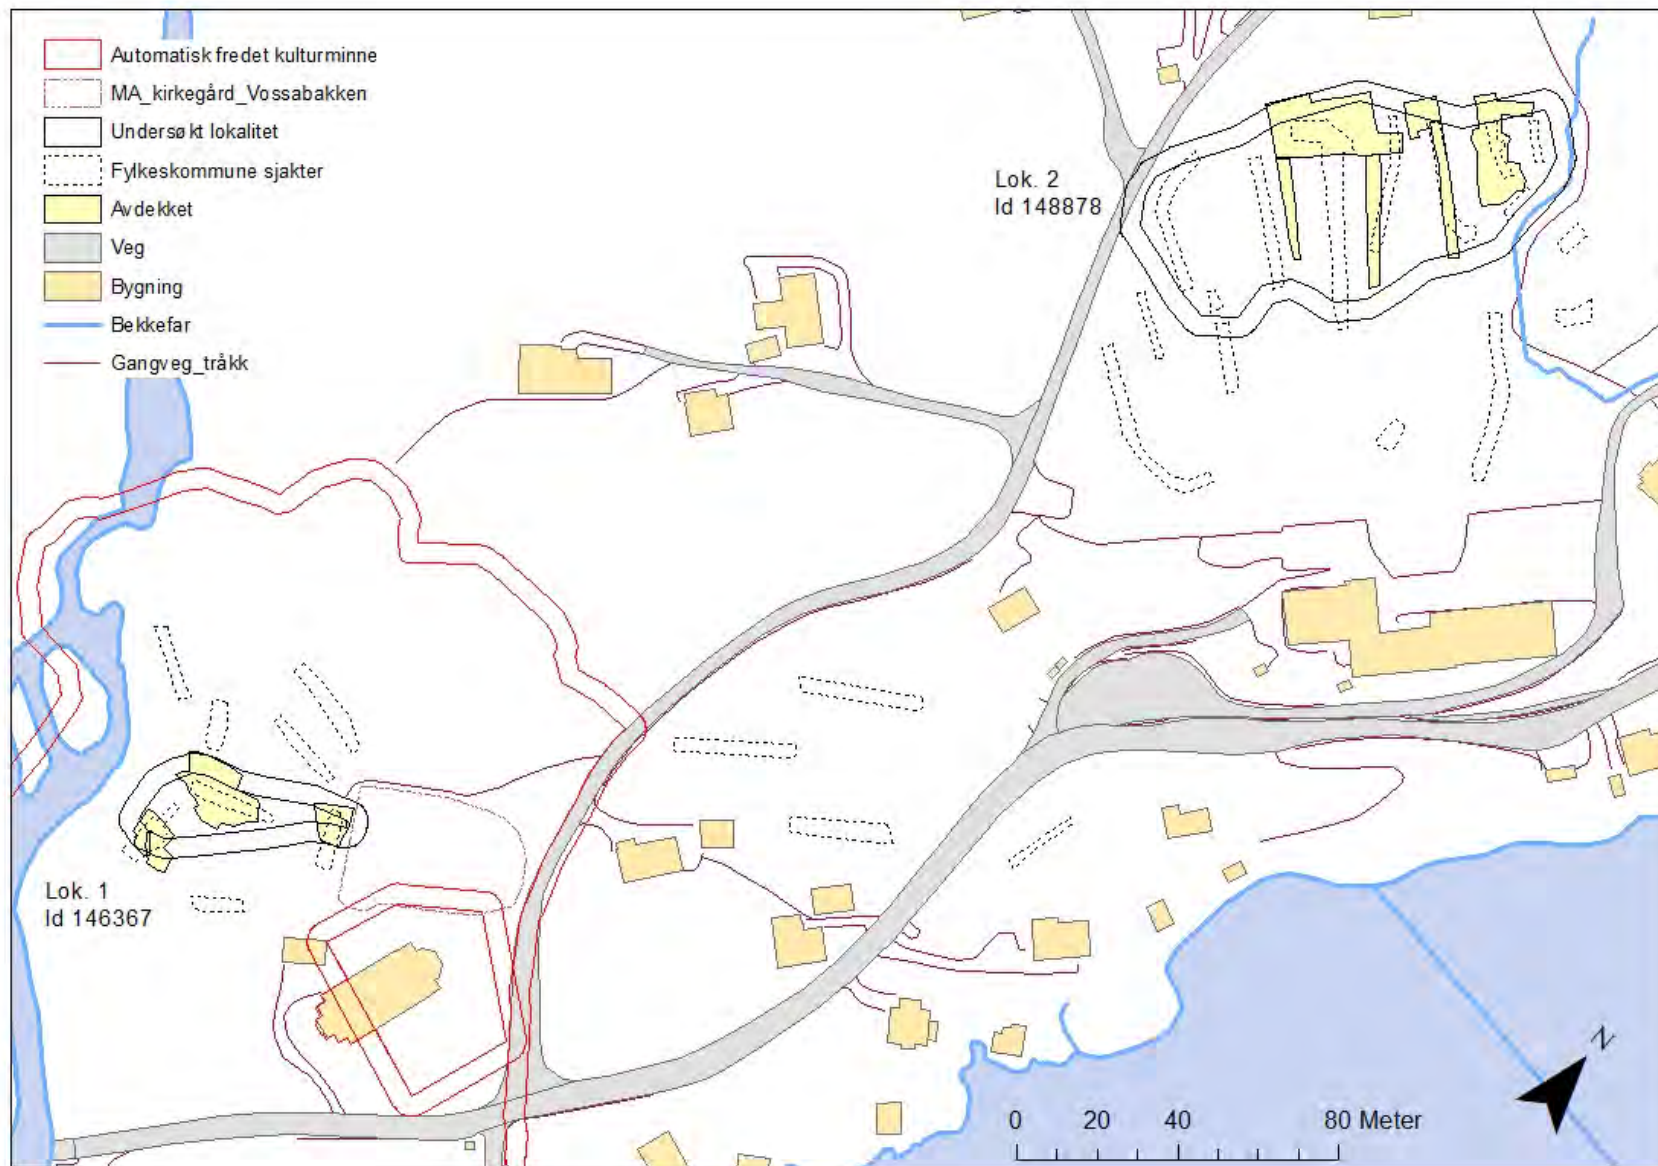 Automatisk fredet kulturminne
MA_kirkegård_Vossabakken
Undersøkt lokalitet
Fylkeskommune sjakter
Avdekket
Veg
Bygning
Bekkefar
Gangveg_tråkk
Lok. 2
Id 148878
Lok. 1
Id 146367
N
0 20 40 80 Meter